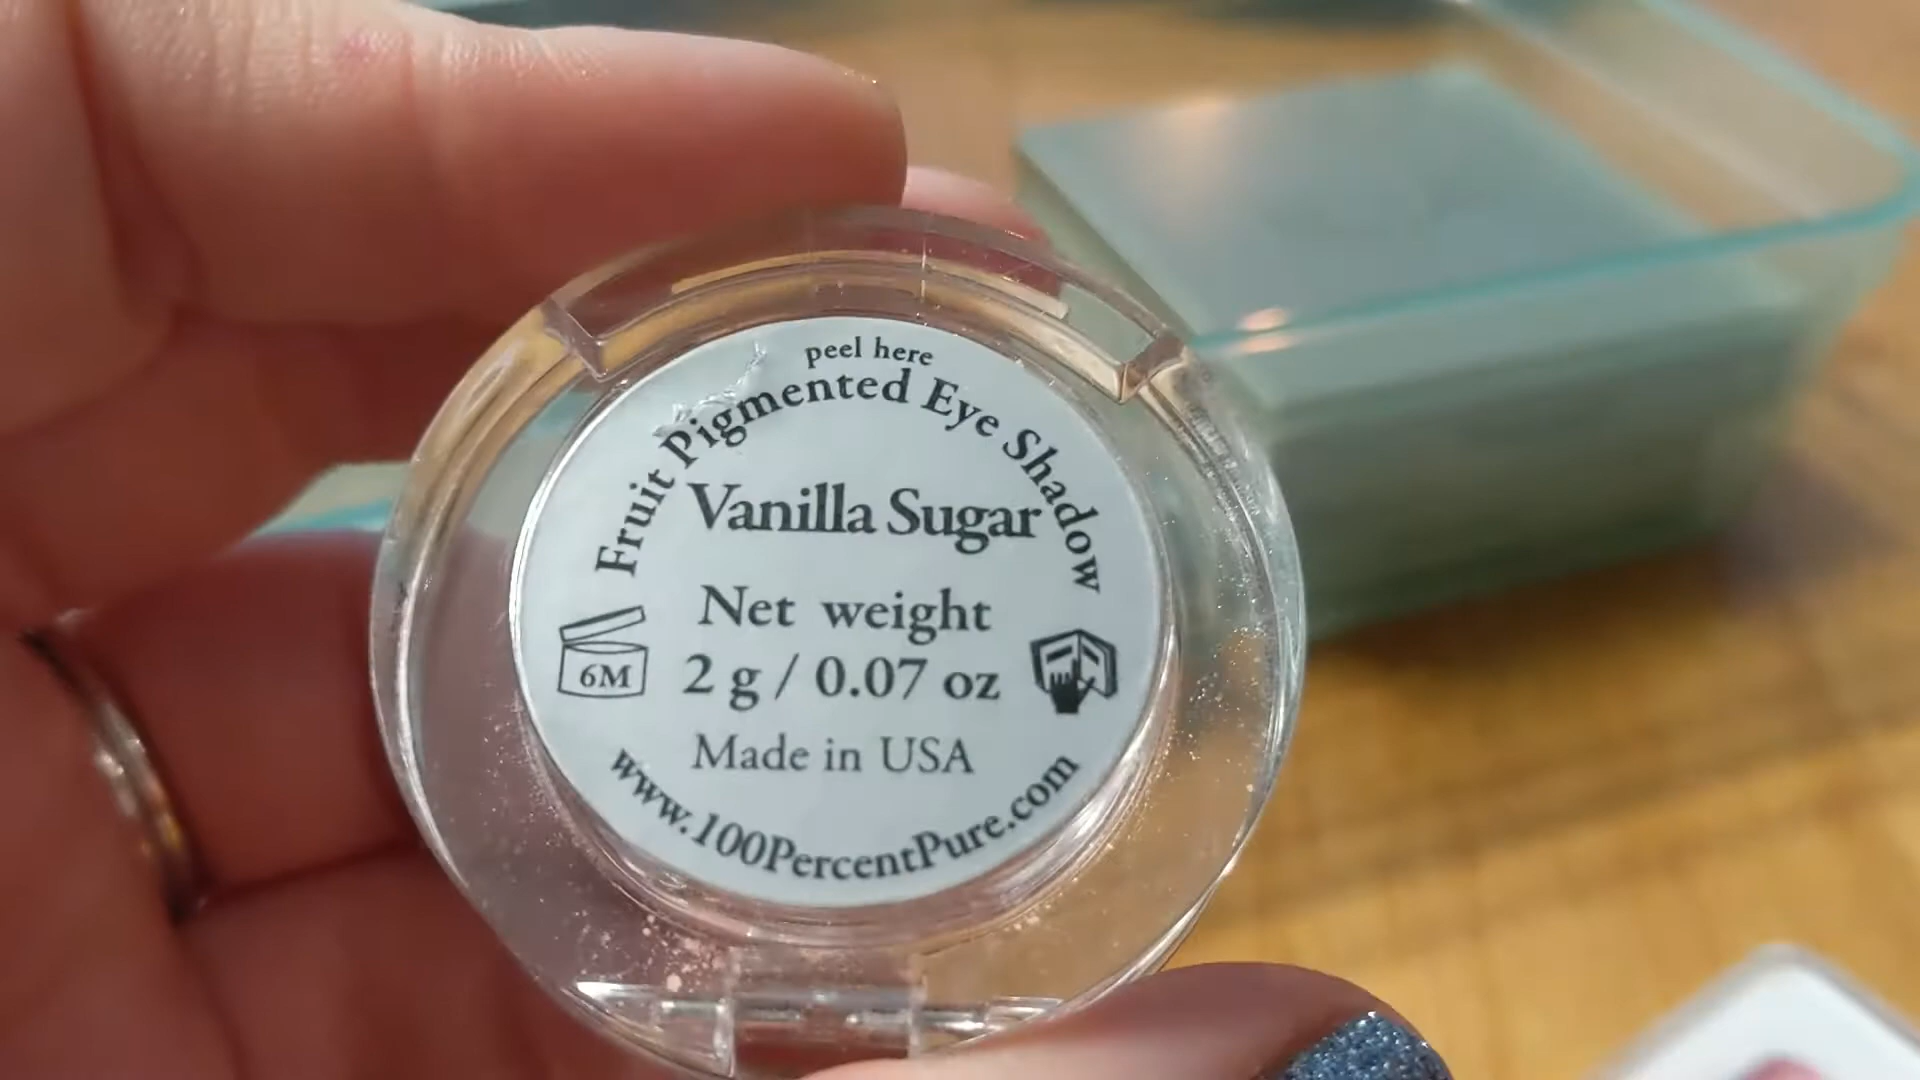 peel here
Fruit Pigmented Eye Shadow
Vanilla Sugar
Net weight
6M
2 g / 0.07 oz
Made in USA
www.100PercentPure.com